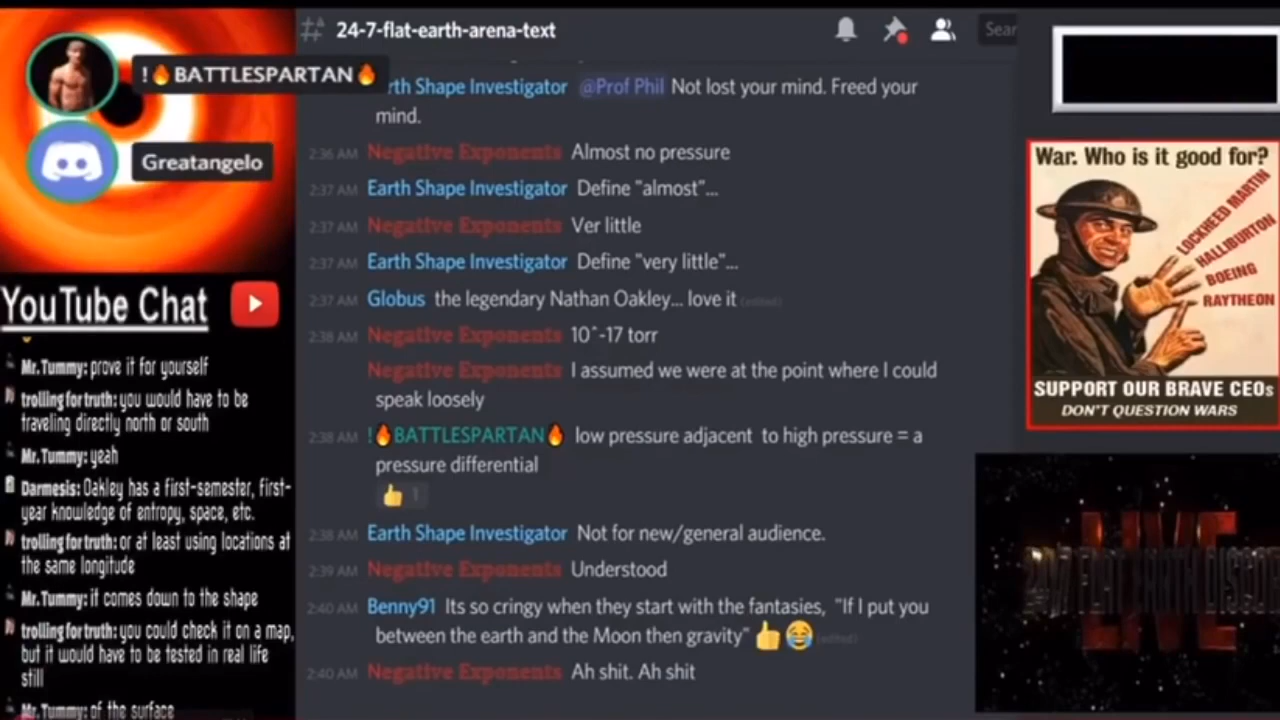 # 24-7-flat-earth-arena-text
Sear
!🔥BATTLESPARTAN🔥
Greatangelo
rth Shape Investigator @Prof Phil Not lost your mind. Freed your
mind.
2:36 AM Negative Exponents Almost no pressure
2:37 AM Earth Shape Investigator Define "almost"...
2:37 AM Negative Exponents Ver little
2:37 AM Earth Shape Investigator Define "very little"...
2:37 AM Globus the legendary Nathan Oakley... love it (edited)
2:38 AM Negative Exponents 10^-17 torr
Negative Exponents I assumed we were at the point where I could
speak loosely
2:38 AM !🔥BATTLESPARTAN🔥 low pressure adjacent to high pressure = a
pressure differential
👍 1
2:38 AM Earth Shape Investigator Not for new/general audience.
2:39 AM Negative Exponents Understood
2:40 AM Benny91 Its so cringy when they start with the fantasies, "If I put you
between the earth and the Moon then gravity" 👍😂 (edited)
2:40 AM Negative Exponents Ah shit. Ah shit
YouTube Chat
Mr.Tummy: prove it for yourself
trolling for truth: you would have to be
traveling directly north or south
Mr.Tummy: yeah
Darmesis: Oakley has a first-semester, first-
year knowledge of entropy, space, etc.
trolling for truth: or at least using locations at
the same longitude
Mr.Tummy: it comes down to the shape
trolling for truth: you could check it on a map,
but it would have to be tested in real life
still
Mr.Tummy: of the surface
War. Who is it good for?
LOCKHEED MARTIN
HALLIBURTON
BOEING
RAYTHEON
SUPPORT OUR BRAVE CEOs
DON'T QUESTION WARS
LIVE
24/7 FLAT EARTH DISCOR